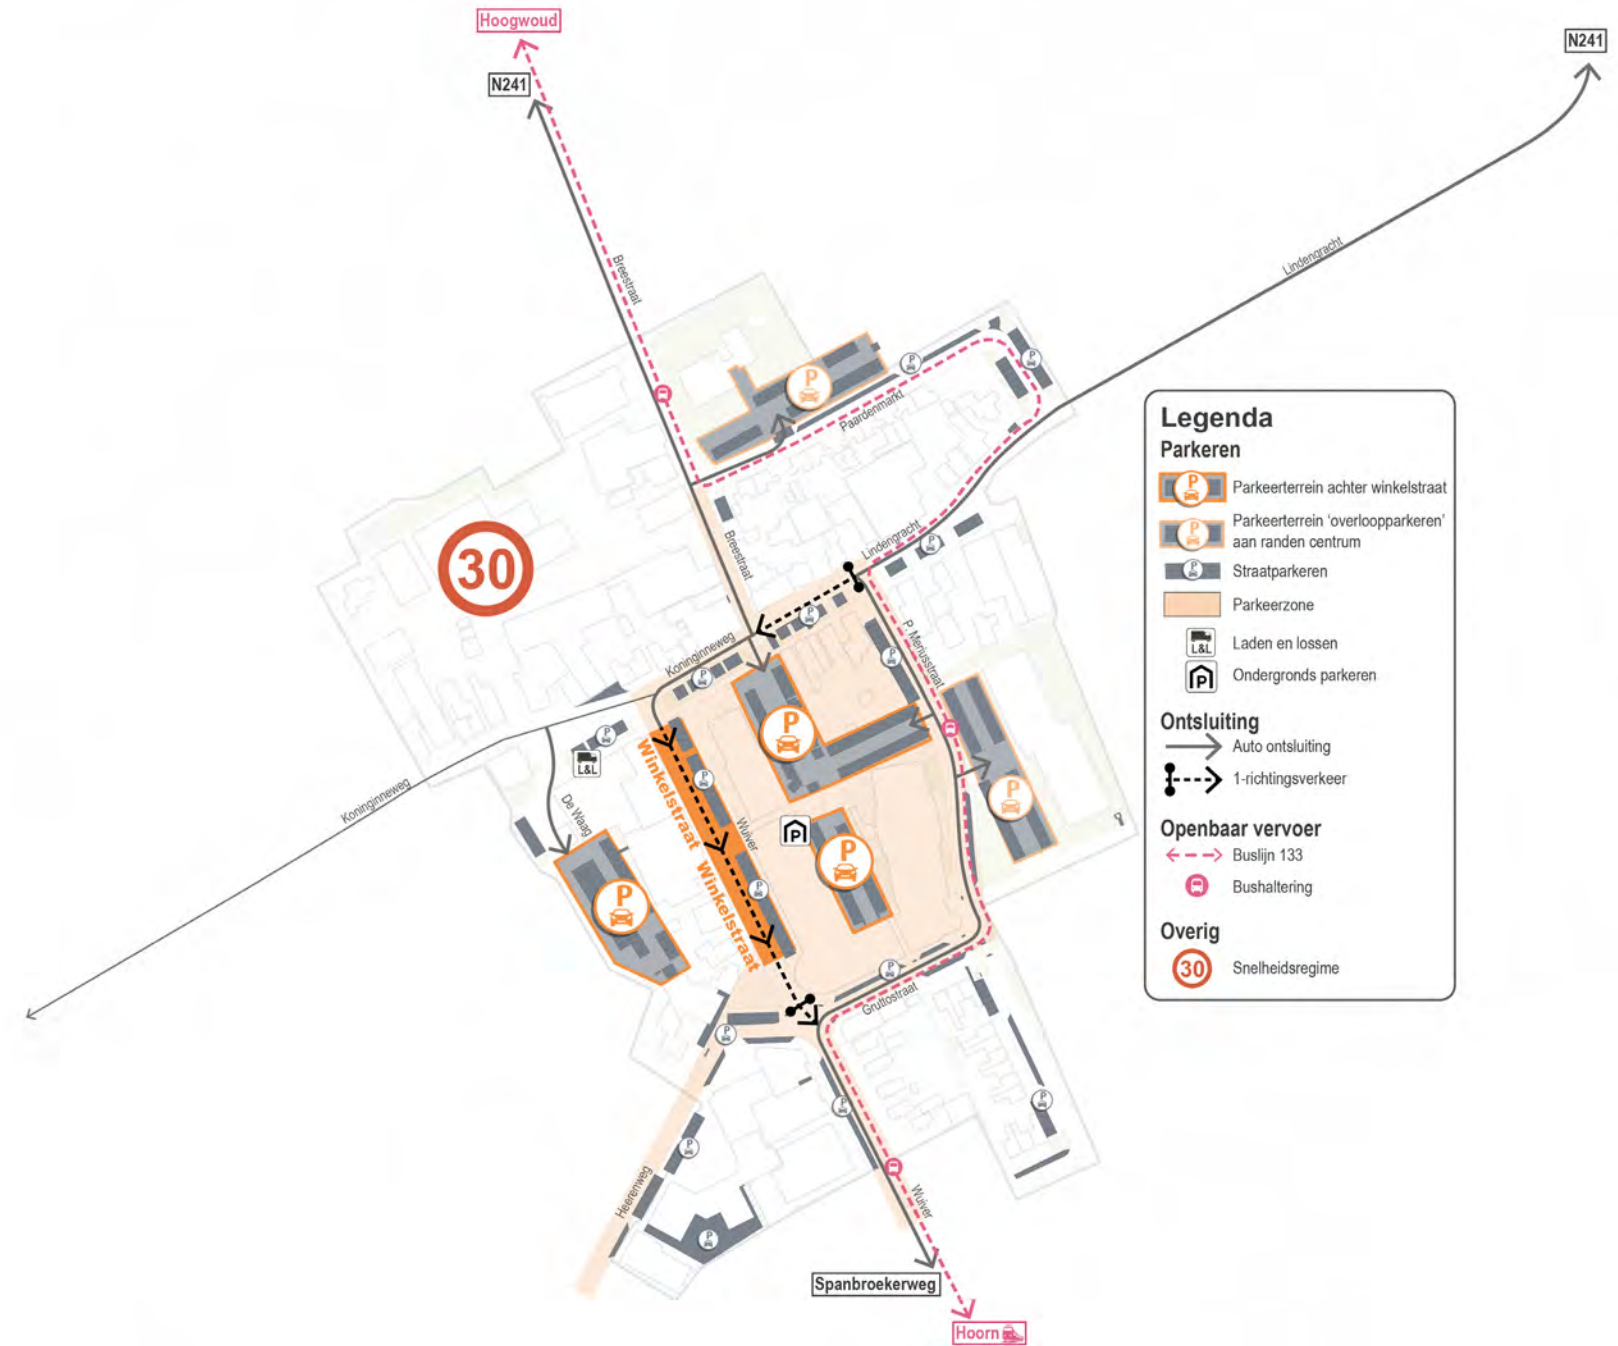 Hoogwoud
N241
N241
Breestraat
Lindengracht
Paardenmarkt
Breestraat
Lindengracht
30
P. Meriusstraat
Koninginneweg
Koninginneweg
L&L
De Waag
Winkelstraat Winkelstraat
Wuiver
P
P
P
P
P
P
Gruttostraat
Heerenweg
Wuiver
Spanbroekerweg
Hoorn
Legenda
Parkeren
P
Parkeerterrein achter winkelstraat
P
Parkeerterrein ‘overloopparkeren’
aan randen centrum
P
Straatparkeren
Parkeerzone
L&L
Laden en lossen
P
Ondergronds parkeren
Ontsluiting
Auto ontsluiting
1-richtingsverkeer
Openbaar vervoer
Buslijn 133
Bushaltering
Overig
30
Snelheidsregime